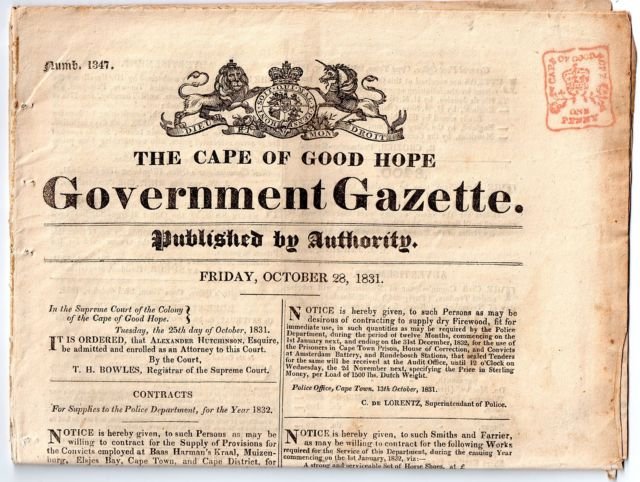 Numb. 1347.
CAPE OF GOOD HOPE
ONE
PENNY
DIEU ET MON DROIT
THE CAPE OF GOOD HOPE
Government Gazette.
Published by Authority.
FRIDAY, OCTOBER 28, 1831.
In the Supreme Court of the Colony
of the Cape of Good Hope.
Tuesday, the 25th day of October, 1831.
IT IS ORDERED, that ALEXANDER HUTCHINSON, Esquire,
be admitted and enrolled as an Attorney to this Court.
By the Court,
T. H. BOWLES, Registrar of the Supreme Court.
CONTRACTS
For Supplies to the Police Department, for the Year 1832.
NOTICE is hereby given, to such Persons as may be
willing to contract for the Supply of Provisions for
the Convicts employed at Baas Harman's Kraal, Muizen-
burg, Elsjes Bay, Cape Town, and Cape District, for
NOTICE is hereby given, to such Persons as may be
desirous of contracting to supply dry Firewood, fit for
immediate use, in such quantities as may be required by the Police
Department, during the period of twelve Months, commencing on the
1st January next, and ending on the 31st December, 1832, for the use of
the Prisoners in Cape Town Prison, House of Correction, and Convicts
at Amsterdam Battery, and Rondebosch Stations, that sealed Tenders
for the same will be received at the Audit Office, until 12 o'Clock on
Wednesday, the 2d November next, specifying the Price in Sterling
Money, per Load of 1500 lbs. Dutch Weight.
Police Office, Cape Town. 13th October, 1831.
C. DE LORENTZ, Superintendant of Police.
NOTICE is hereby given, to such Smiths and Farrier,
as may be willing to contract for the following Works
required for the Service of this Department, during the ensuing Year
commencing on the 1st January, 1832, viz:—
A strong and serviceable Set of Horse Shoes, at £